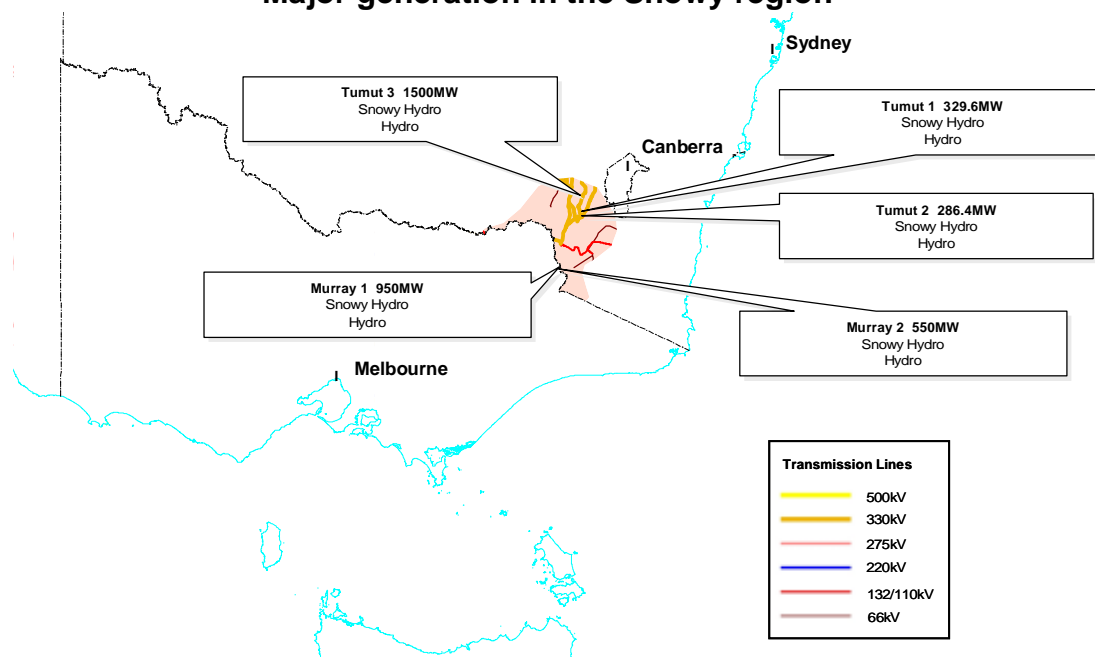 Major generation in the Snowy region
Sydney
Tumut 3 1500MW
Snowy Hydro
Hydro
Tumut 1 329.6MW
Snowy Hydro
Hydro
Canberra
Tumut 2 286.4MW
Snowy Hydro
Hydro
Murray 1 950MW
Snowy Hydro
Hydro
Murray 2 550MW
Snowy Hydro
Hydro
Melbourne
Transmission Lines
500kV
330kV
275kV
220kV
132/110kV
66kV